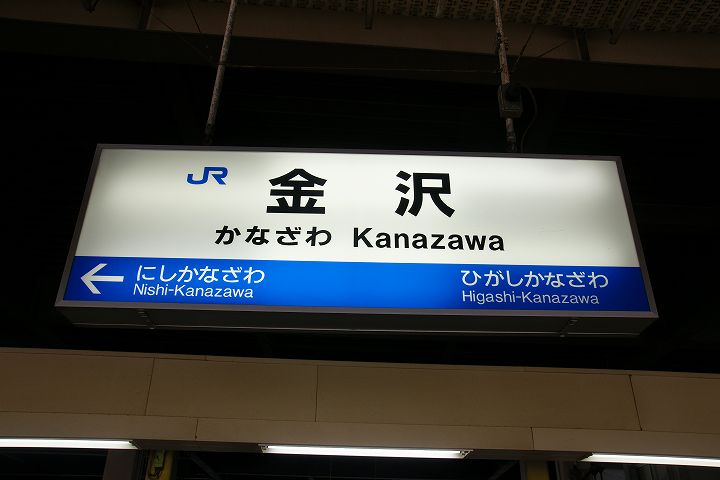 JR 金沢
かなざわ Kanazawa
← にしかなざわ ひがしかなざわ
Nishi-Kanazawa Higashi-Kanazawa